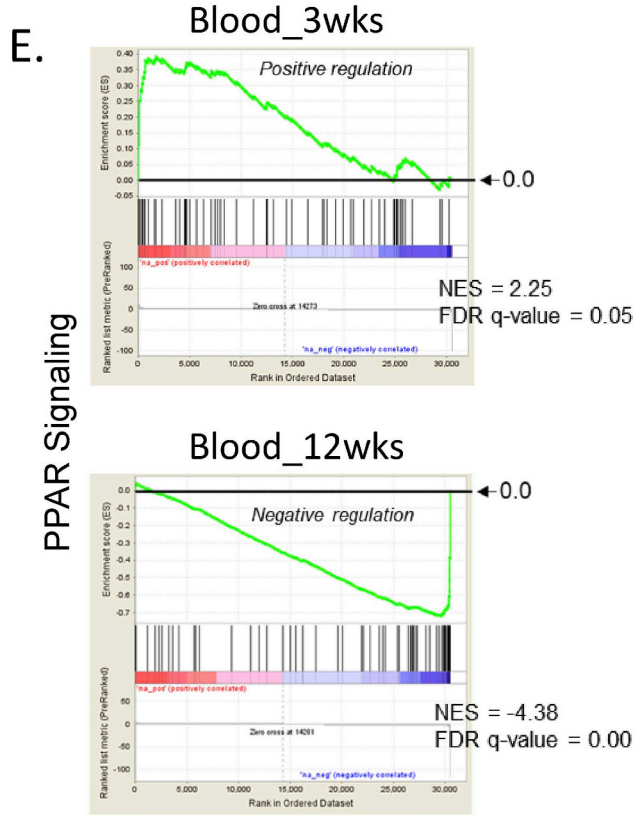 E.
Blood_3wks
PPAR Signaling
Enrichment score (ES)
0.40
0.35
0.30
0.25
0.20
0.15
0.10
0.05
0.00
-0.05
Positive regulation
0.0
'na_pos' (positively correlated)
Ranked list metric (PreRanked)
100
50
0
-50
-100
Zero cross at 14273
'na_neg' (negatively correlated)
0
5,000
10,000
15,000
20,000
25,000
30,000
Rank in Ordered Dataset
NES = 2.25
FDR q-value = 0.05
Blood_12wks
Enrichment score (ES)
0.0
-0.1
-0.2
-0.3
-0.4
-0.5
-0.6
-0.7
Negative regulation
0.0
'na_pos' (positively correlated)
Ranked list metric (PreRanked)
50
0
-50
-100
Zero cross at 14281
'na_neg' (negatively correlated)
0
5,000
10,000
15,000
20,000
25,000
30,000
Rank in Ordered Dataset
NES = -4.38
FDR q-value = 0.00